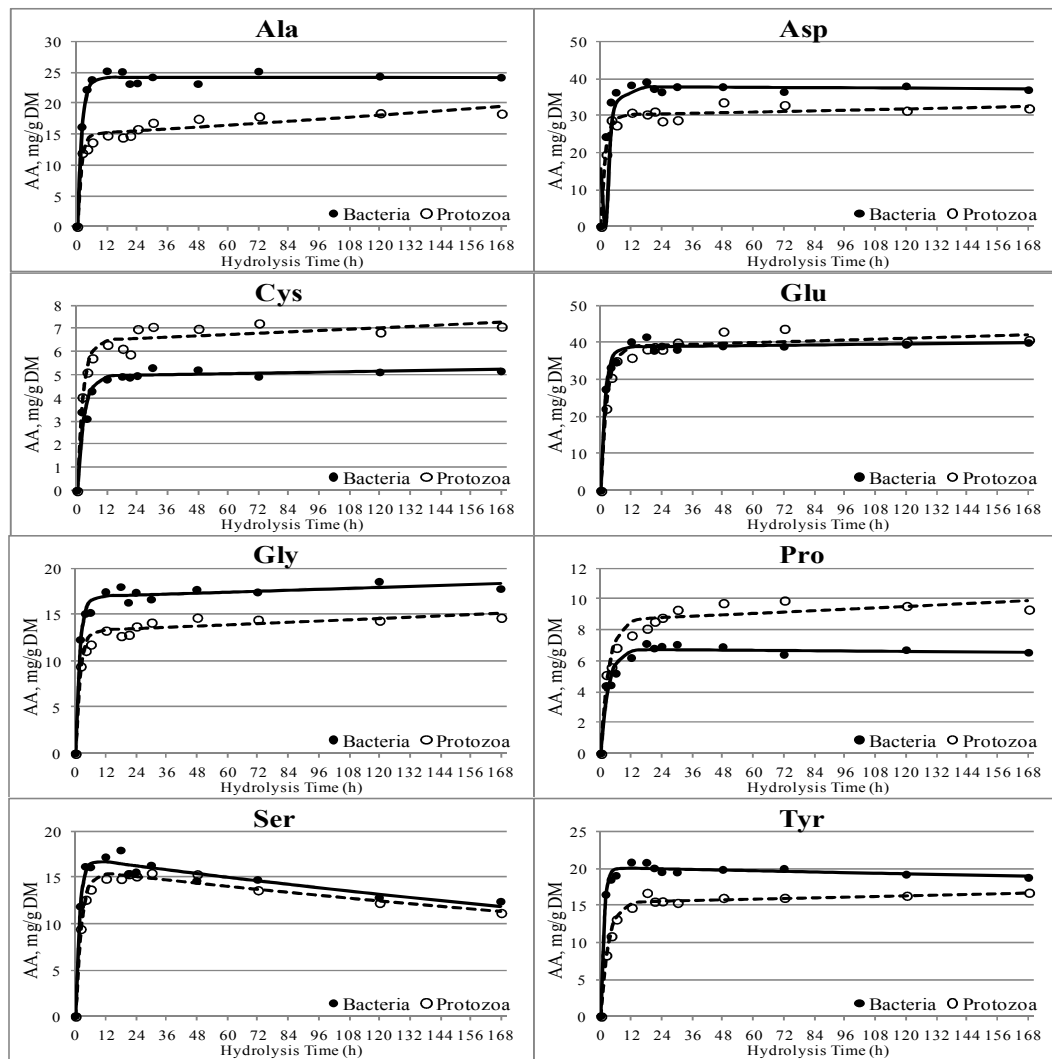 Ala
30
25
20
15
10
5
0
AA, mg/g DM
Bacteria Protozoa
0 12 24 36 48 60 72 84 96 108 120 132 144 156 168
Hydrolysis Time (h)
Asp
50
40
30
20
10
0
AA, mg/g DM
Bacteria Protozoa
0 12 24 36 48 60 72 84 96 108 120 132 144 156 168
Hydrolysis Time (h)
Cys
8
7
6
5
4
3
2
1
0
AA, mg/g DM
Bacteria Protozoa
0 12 24 36 48 60 72 84 96 108 120 132 144 156 168
Hydrolysis Time (h)
Glu
50
40
30
20
10
0
AA, mg/g DM
Bacteria Protozoa
0 12 24 36 48 60 72 84 96 108 120 132 144 156 168
Hydrolysis Time (h)
Gly
20
15
10
5
0
AA, mg/g DM
Bacteria Protozoa
0 12 24 36 48 60 72 84 96 108 120 132 144 156 168
Hydrolysis Time (h)
Pro
12
10
8
6
4
2
0
AA, mg/g DM
Bacteria Protozoa
0 12 24 36 48 60 72 84 96 108 120 132 144 156 168
Hydrolysis Time (h)
Ser
20
15
10
5
0
AA, mg/g DM
Bacteria Protozoa
0 12 24 36 48 60 72 84 96 108 120 132 144 156 168
Hydrolysis Time (h)
Tyr
25
20
15
10
5
0
AA, mg/g DM
Bacteria Protozoa
0 12 24 36 48 60 72 84 96 108 120 132 144 156 168
Hydrolysis Time (h)